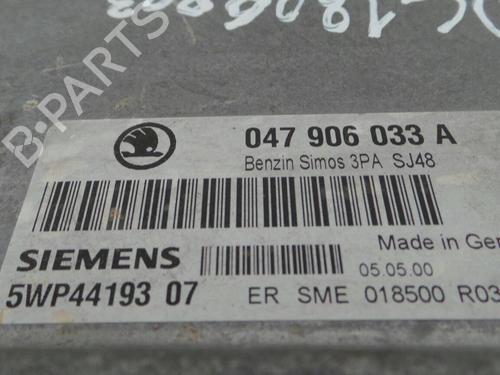 B-PARTS
047 906 033 A
Benzin Simos 3PA SJ48
SIEMENS
Made in Ger
05.05.00
5WP44193 07
ER SME 018500 R03